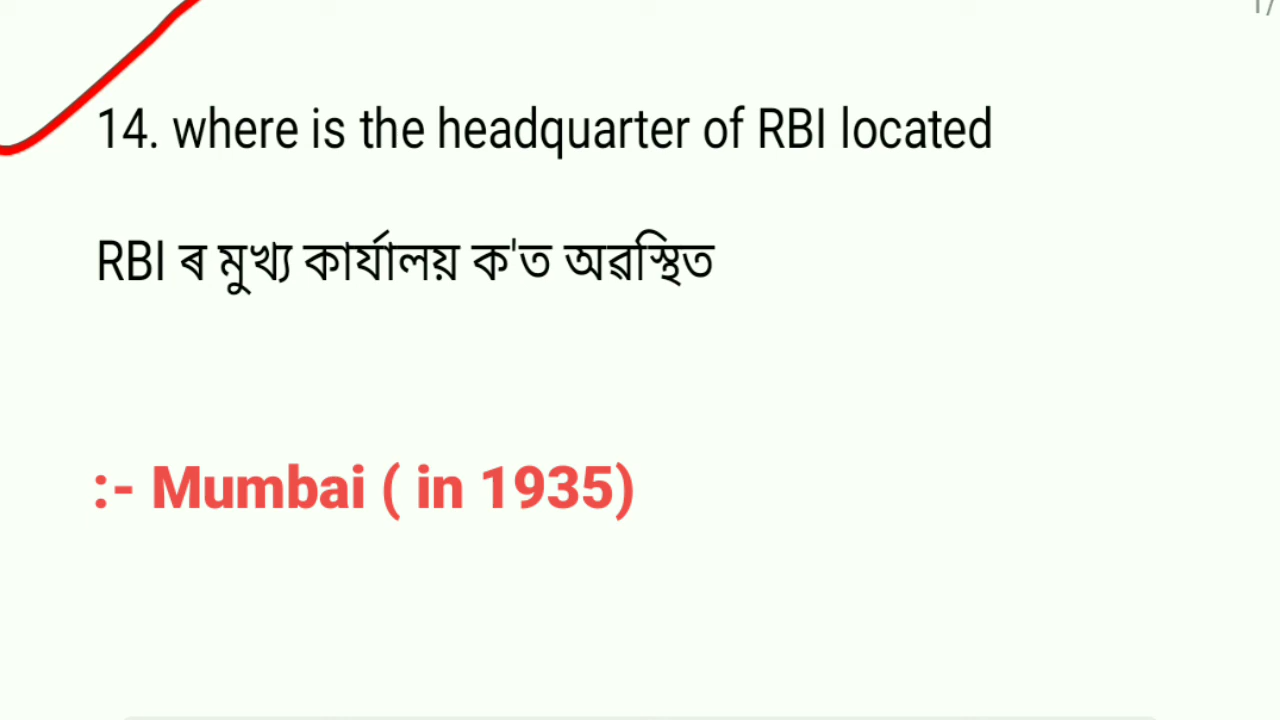 14. where is the headquarter of RBI located
RBI ৰ মুখ্য কাৰ্যালয় ক'ত অৱস্থিত
:- Mumbai ( in 1935)